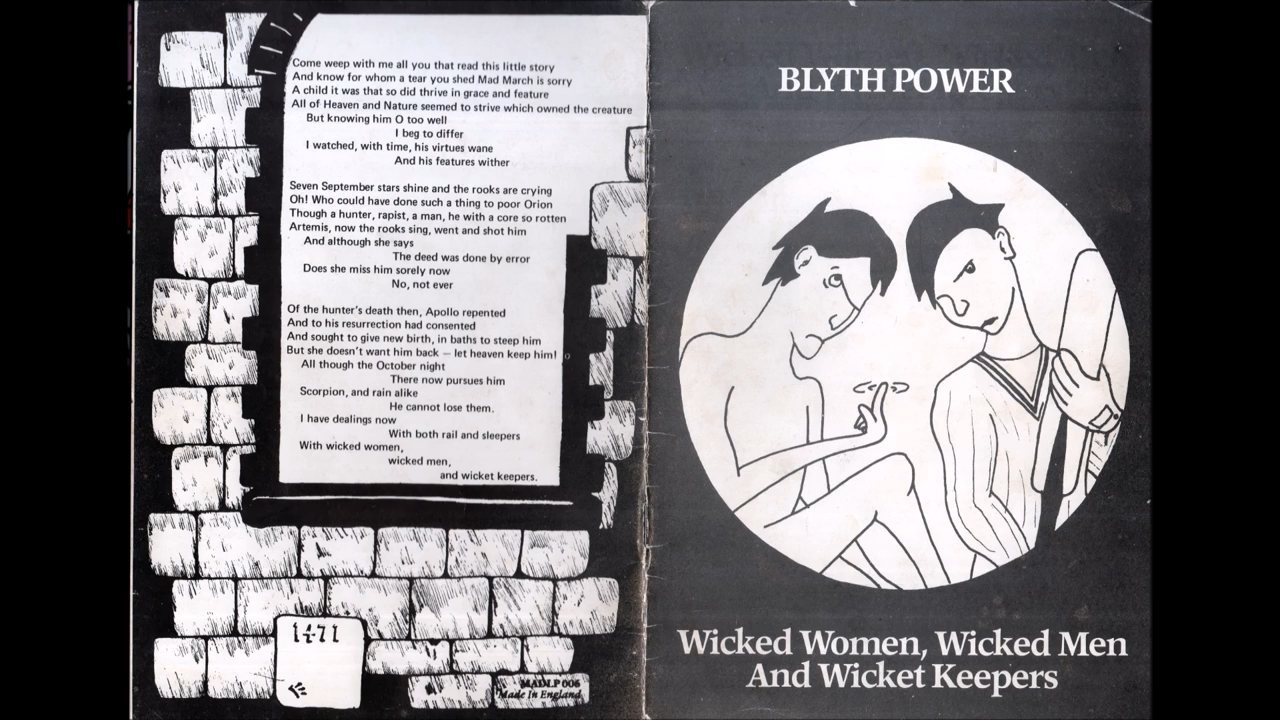 Come weep with me all you that read this little story
And know for whom a tear you shed Mad March is sorry
A child it was that so did thrive in grace and feature
All of Heaven and Nature seemed to strive which owned the creature
But knowing him O too well
I beg to differ
I watched, with time, his virtues wane
And his features wither
Seven September stars shine and the rooks are crying
Oh! Who could have done such a thing to poor Orion
Though a hunter, rapist, a man, he with a core so rotten
Artemis, now the rooks sing, went and shot him
And although she says
The deed was done by error
Does she miss him sorely now
No, not ever
Of the hunter's death then, Apollo repented
And to his resurrection had consented
And sought to give new birth, in baths to steep him
But she doesn't want him back — let heaven keep him!
All though the October night
There now pursues him
Scorpion, and rain alike
He cannot lose them.
I have dealings now
With both rail and sleepers
With wicked women,
wicked men,
and wicket keepers.
1471
MADLP 006
Made In England
BLYTH POWER
Wicked Women, Wicked Men
And Wicket Keepers